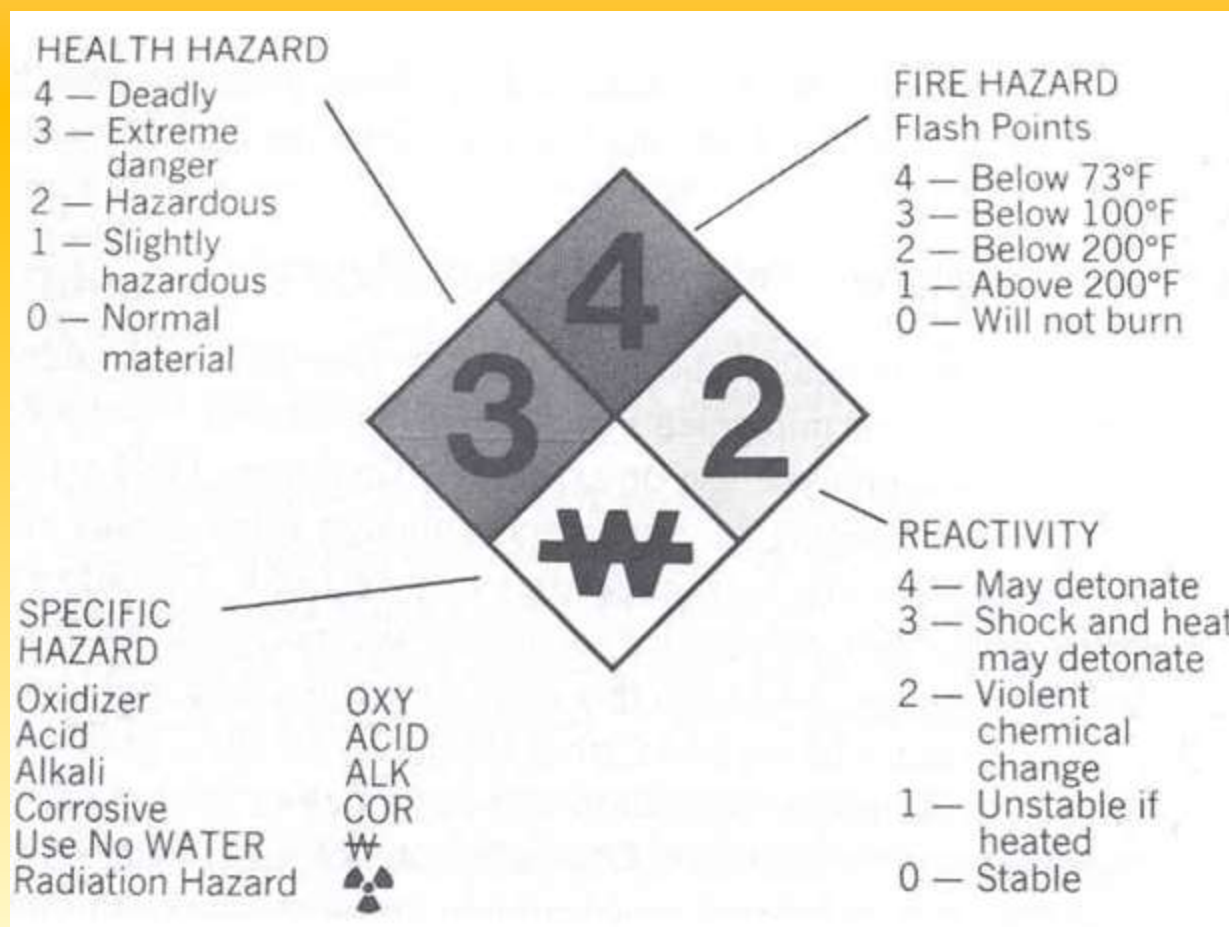 HEALTH HAZARD
4 — Deadly
3 — Extreme
danger
2 — Hazardous
1 — Slightly
hazardous
0 — Normal
material
FIRE HAZARD
Flash Points
4 — Below 73°F
3 — Below 100°F
2 — Below 200°F
1 — Above 200°F
0 — Will not burn
4
3
2
W
REACTIVITY
4 — May detonate
3 — Shock and heat
may detonate
2 — Violent
chemical
change
1 — Unstable if
heated
0 — Stable
SPECIFIC
HAZARD
Oxidizer OXY
Acid ACID
Alkali ALK
Corrosive COR
Use No WATER W
Radiation Hazard